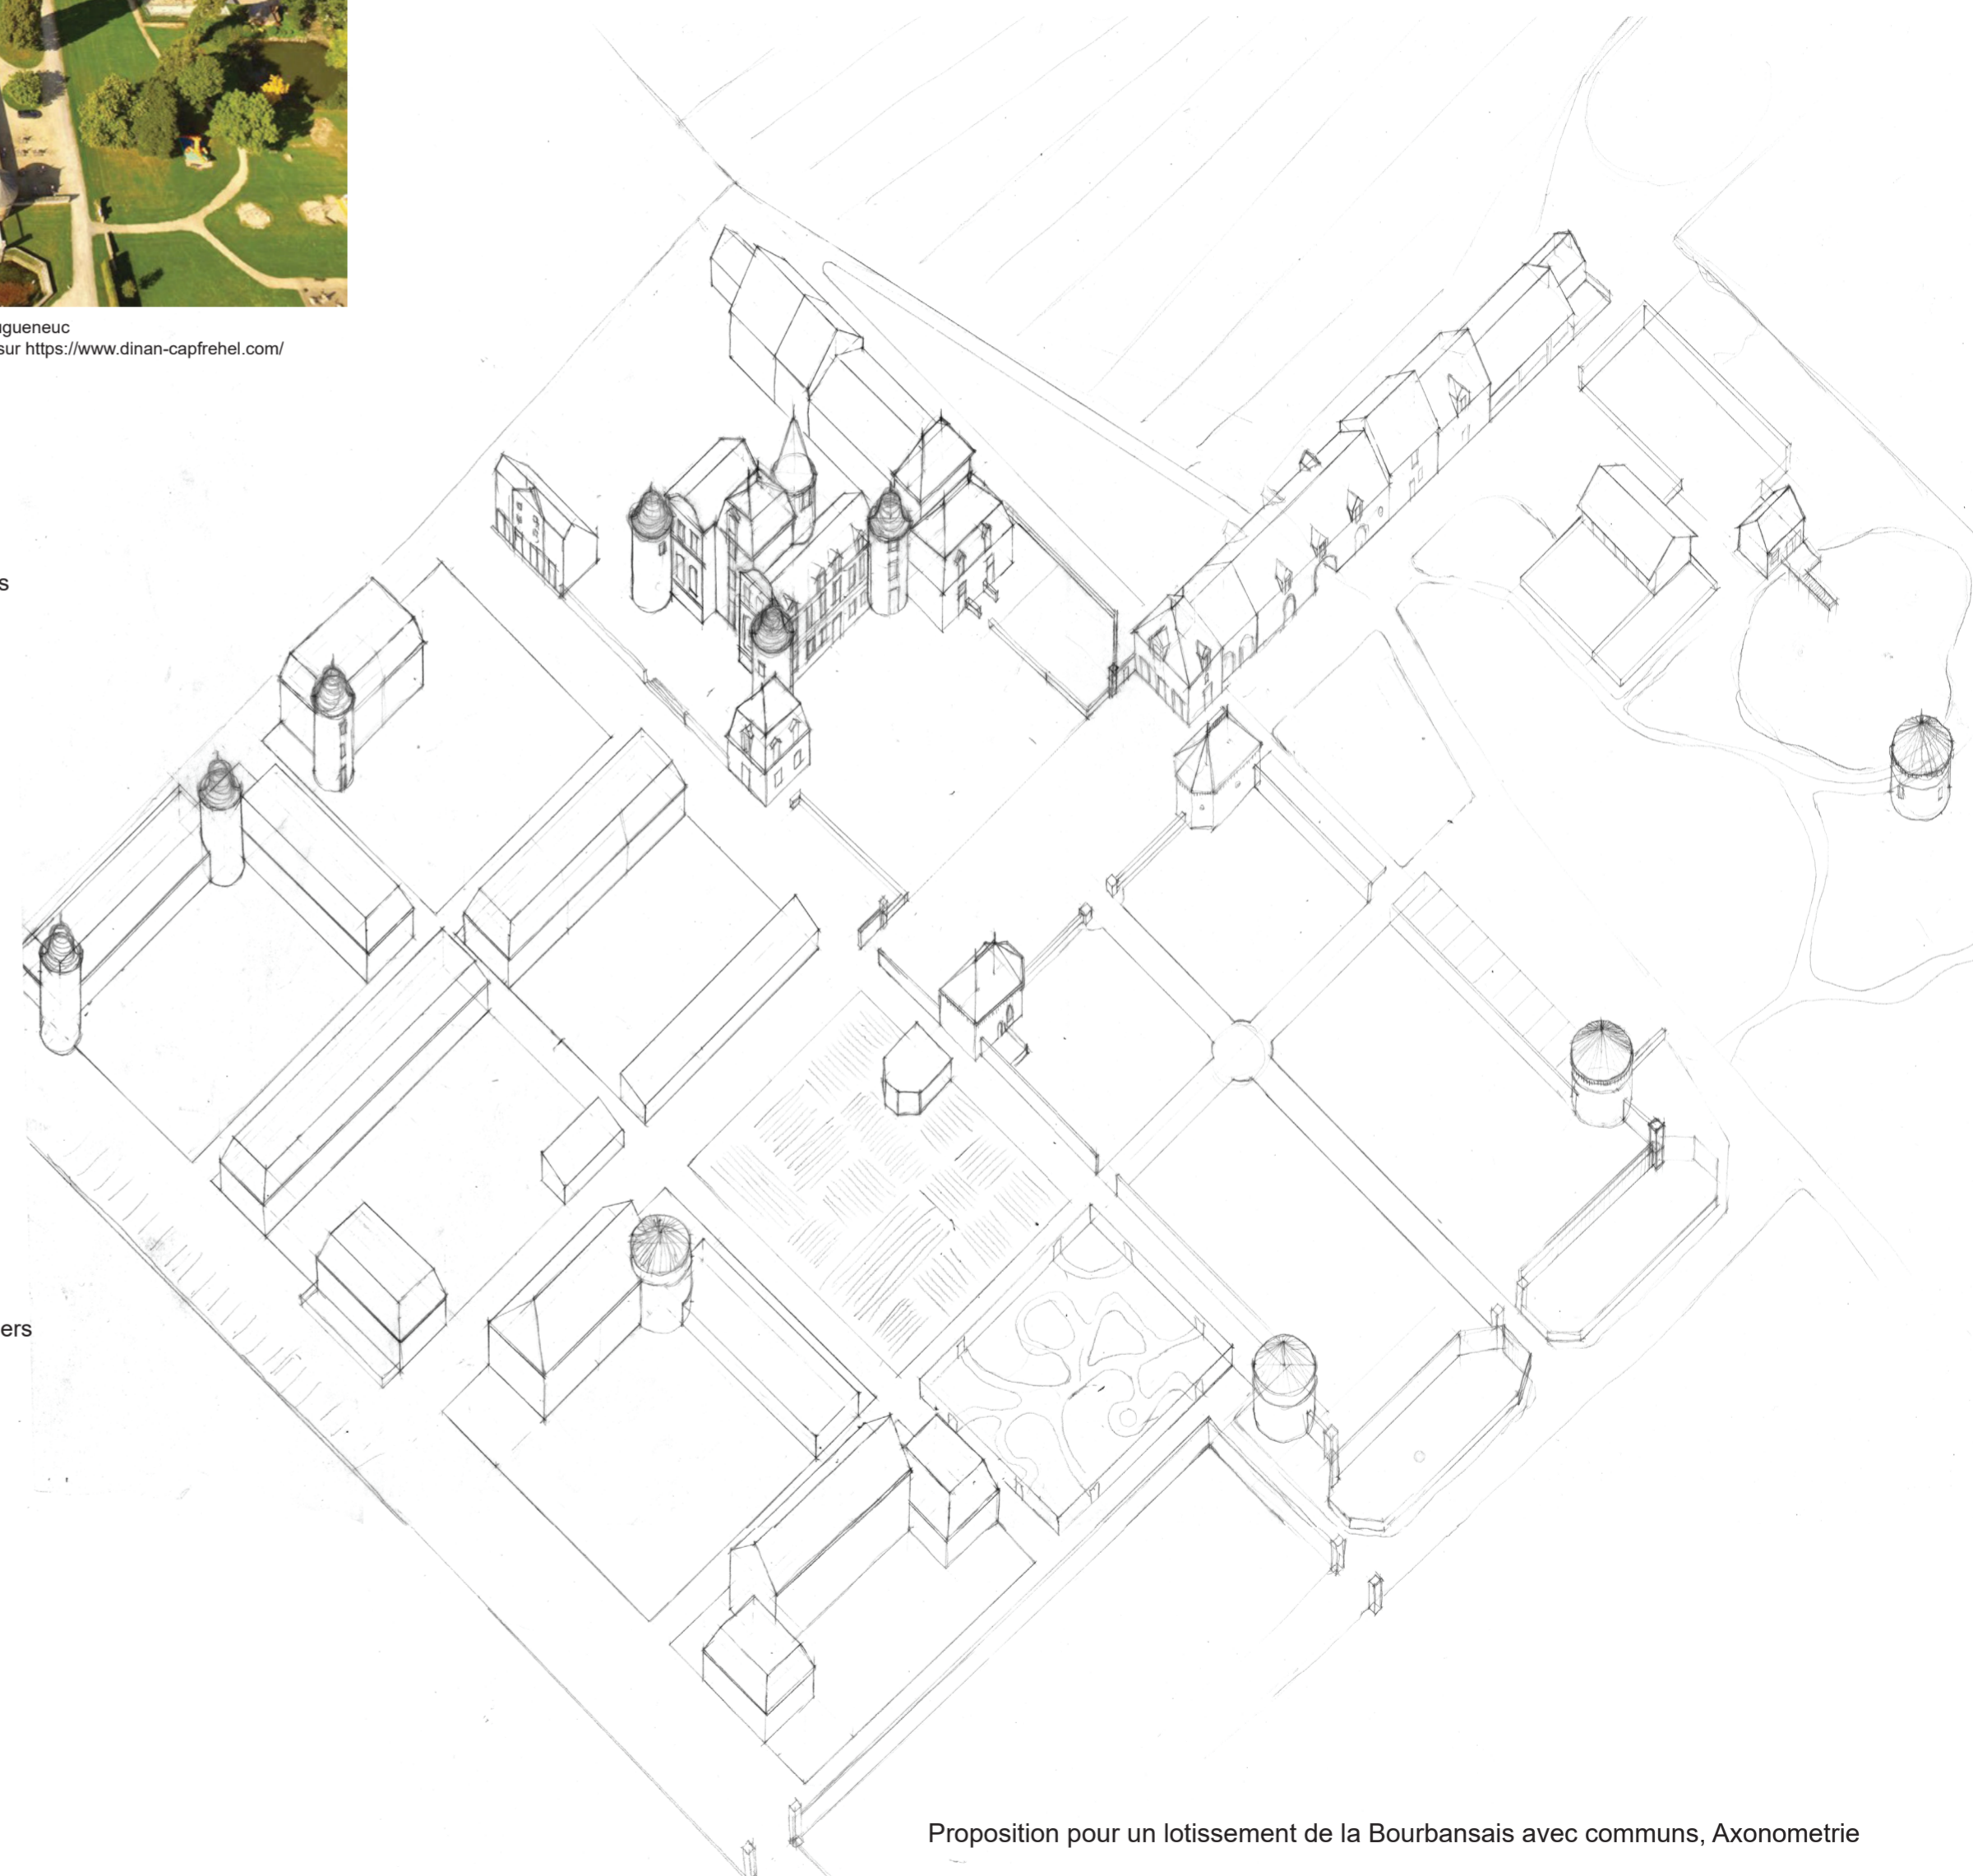 gueneuc
sur https://www.dinan-capfrehel.com/
s
ers
Proposition pour un lotissement de la Bourbansais avec communs, Axonometrie